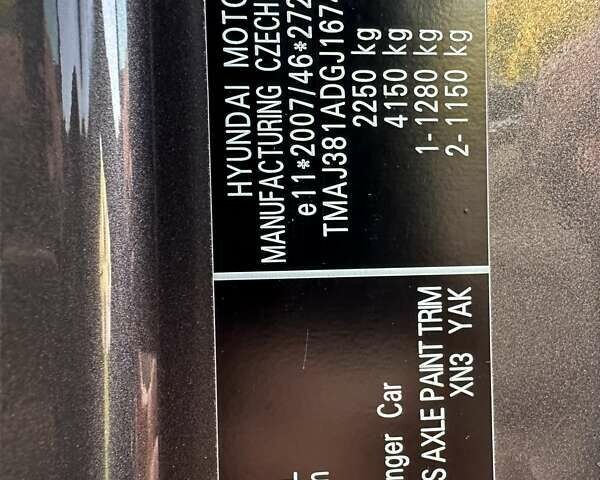 HYUNDAI MOTO
MANUFACTURING CZECH
e11*2007/46*272
TMAJ381ADGJ1674
2250 kg
4150 kg
1-1280 kg
2-1150 kg
nger Car
S AXLE PAINT TRIM
XN3 YAK